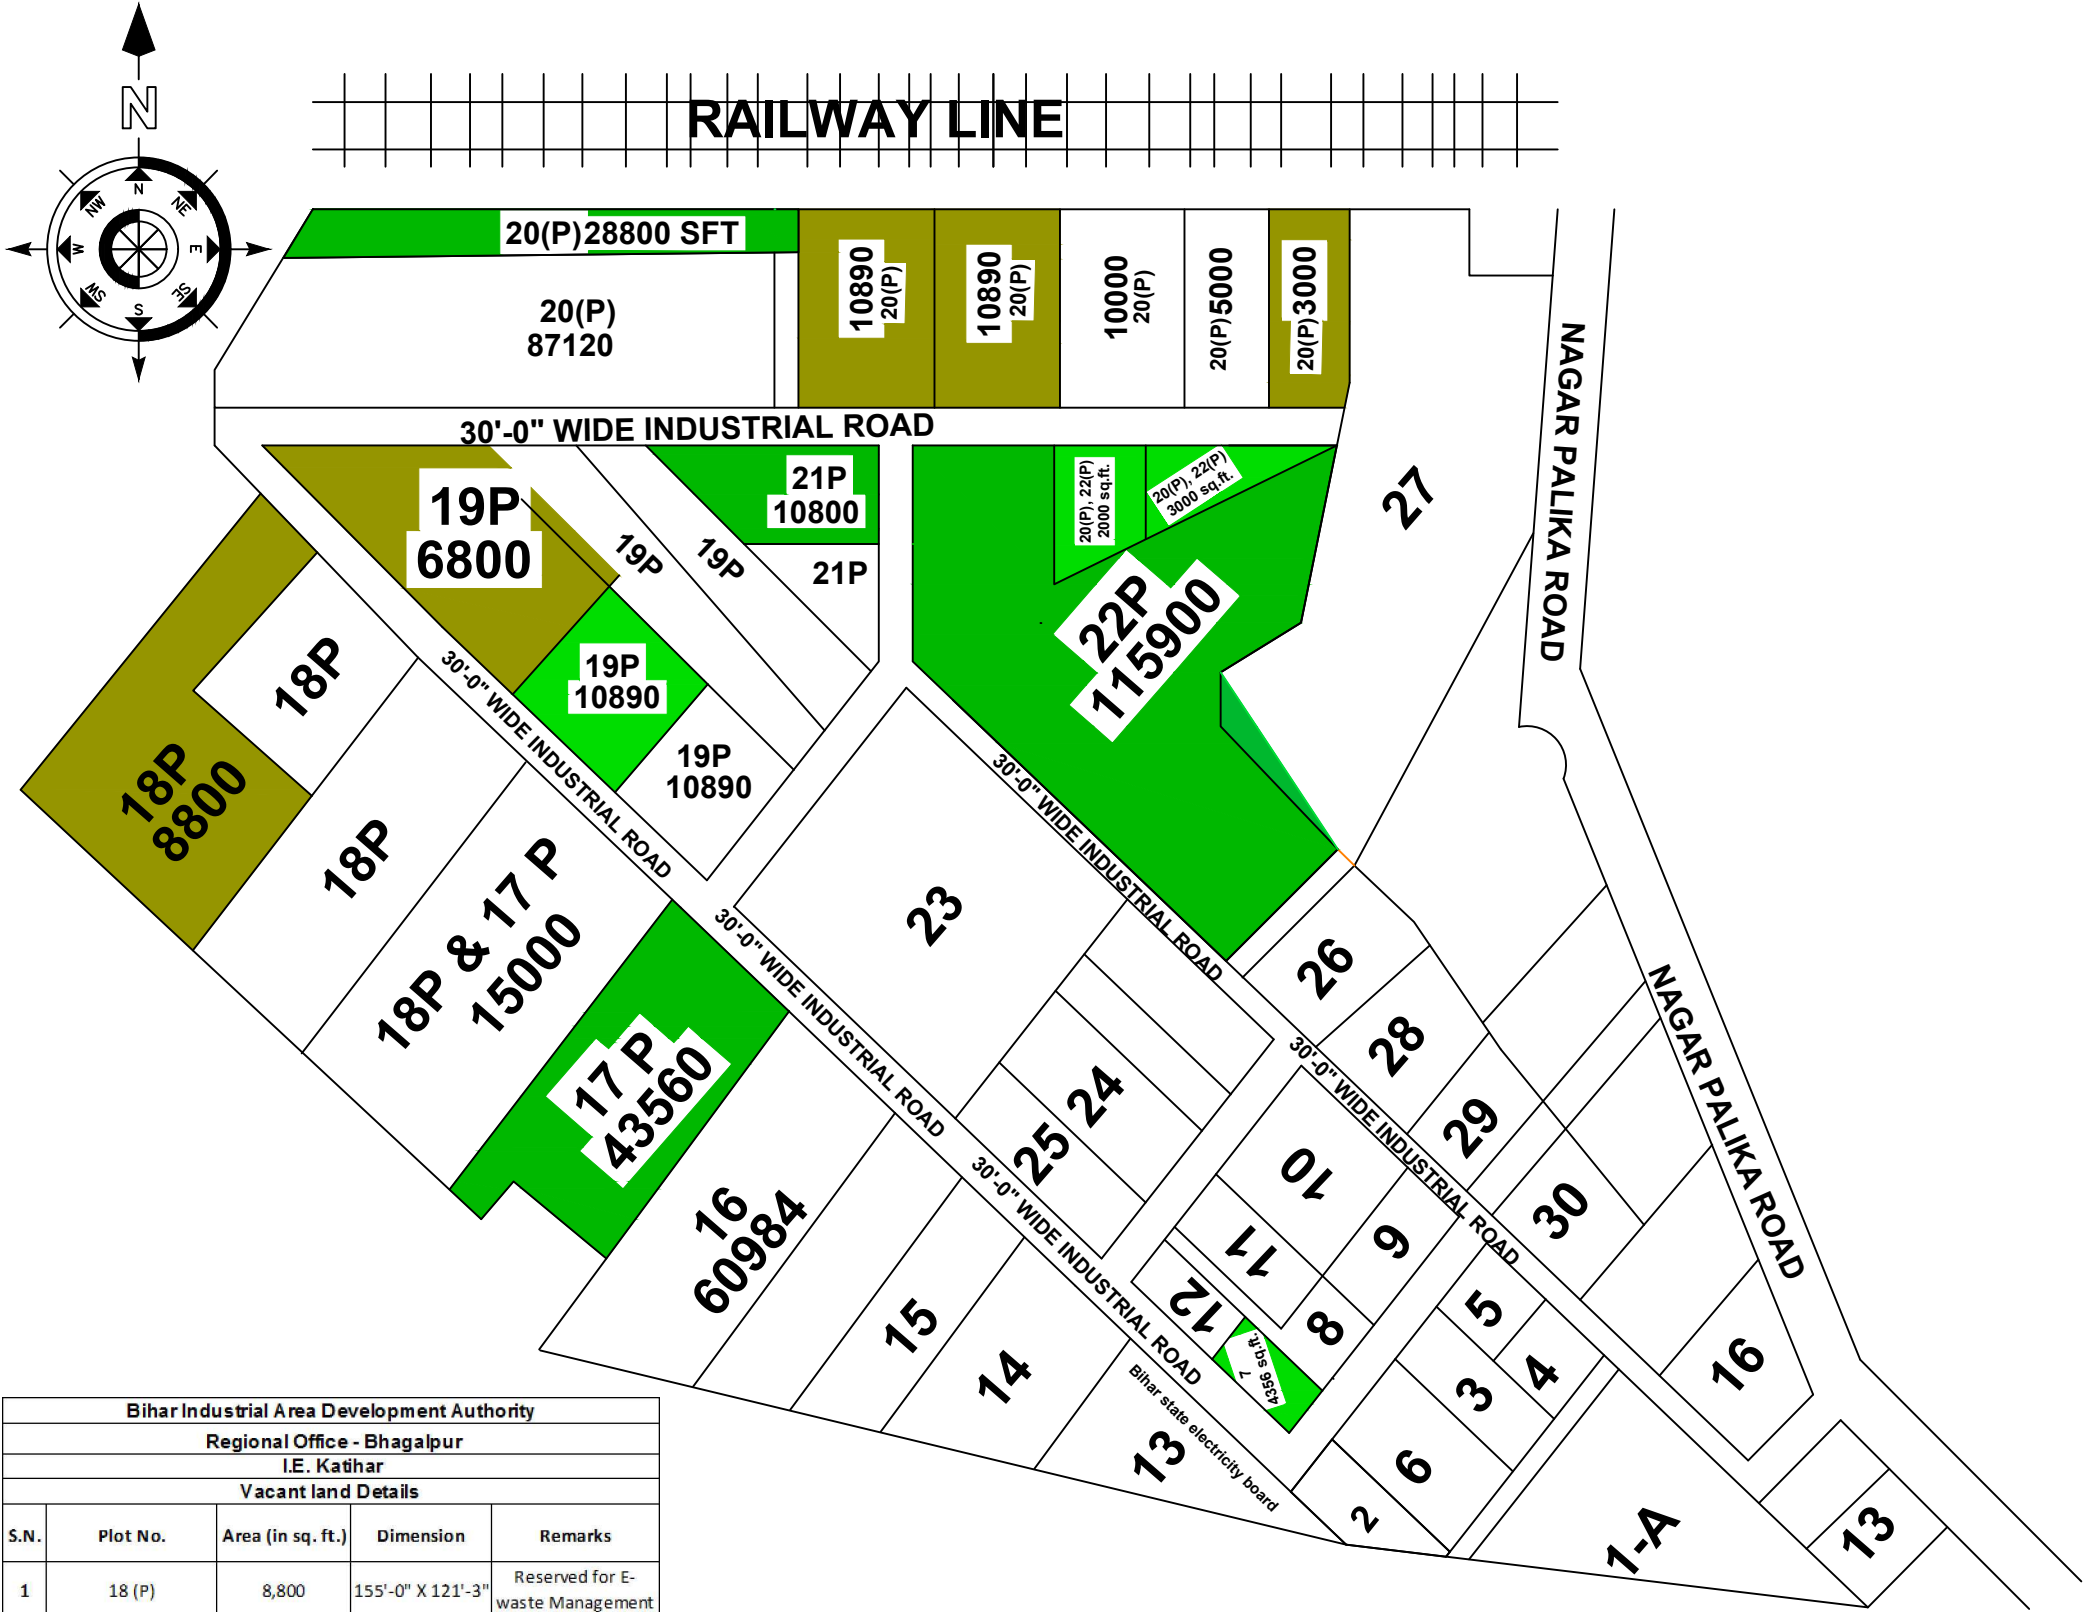 N
N
NE
E
SE
S
SW
W
NW
RAILWAY LINE
20(P)28800 SFT
20(P)
87120
10890
20(P)
10890
20(P)
10000
20(P)
20(P)5000
20(P)3000
30'-0" WIDE INDUSTRIAL ROAD
19P
6800
19P
19P
21P
10800
21P
20(P), 22(P)
2000 sq.ft.
20(P), 22(P)
3000 sq.ft.
22P
115900
27
NAGAR PALIKA ROAD
18P
18P
8800
18P
19P
10890
19P
10890
30'-0" WIDE INDUSTRIAL ROAD
18P & 17 P
15000
17 P
43560
23
30'-0" WIDE INDUSTRIAL ROAD
30'-0" WIDE INDUSTRIAL ROAD
26
28
29
30
16
NAGAR PALIKA ROAD
24
25
30'-0" WIDE INDUSTRIAL ROAD
30'-0" WIDE INDUSTRIAL ROAD
10
11
12
9
8
7
4356 sq.ft.
16
60984
15
14
13
Bihar state electricity board
5
4
3
6
2
1-A
13
Bihar Industrial Area Development Authority
Regional Office - Bhagalpur
I.E. Katihar
Vacant land Details
S.N. Plot No. Area (in sq. ft.) Dimension Remarks
1 18 (P) 8,800 155'-0" X 121'-3" Reserved for E-
waste Management